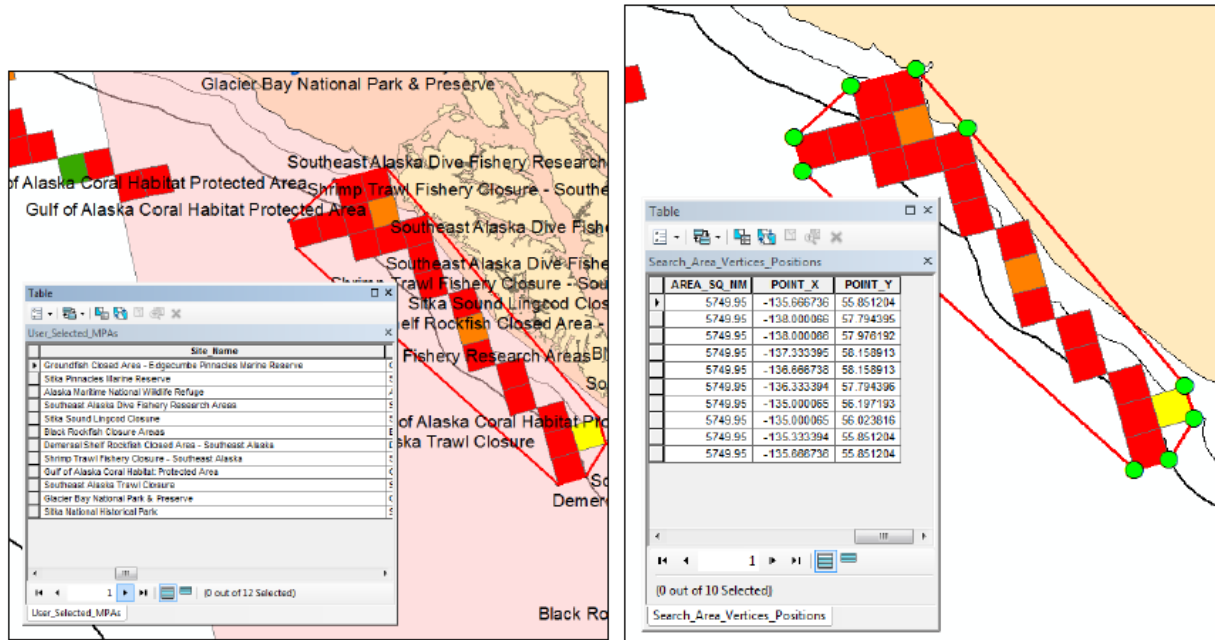 Glacier Bay National Park & Preserve
Southeast Alaska Dive Fishery Research
of Alaska Coral Habitat Protected Area
Shrimp Trawl Fishery Closure - Southe
Gulf of Alaska Coral Habitat Protected Area
Southeast Alaska Dive Fish
Southeast Alaska Dive Fishe
Shrimp Trawl Fishery Closure - Sou
Sitka Sound Lingcod Clos
elf Rockfish Closed Area -
Fishery Research Areas
of Alaska Coral Habitat Pro
ska Trawl Closure
So
Demer
Black Ro
Table
User_Selected_MPAs
Site_Name
Groundfish Closed Area - Edgecumbe Pinnacles Marine Reserve
Sitka Pinnacles Marine Reserve
Alaska Maritime National Wildlife Refuge
Southeast Alaska Dive Fishery Research Areas
Sitka Sound Lingcod Closure
Black Rockfish Closure Areas
Demersal Shelf Rockfish Closed Area - Southeast Alaska
Shrimp Trawl Fishery Closure - Southeast Alaska
Gulf of Alaska Coral Habitat Protected Area
Southeast Alaska Trawl Closure
Glacier Bay National Park & Preserve
Sitka National Historical Park
1
(0 out of 12 Selected)
User_Selected_MPAs
Table
Search_Area_Vertices_Positions
AREA_SQ_NM POINT_X POINT_Y
5749.95 -135.666736 55.851204
5749.95 -138.000066 57.794395
5749.95 -138.000066 57.976192
5749.95 -137.333395 58.158913
5749.95 -136.666738 58.158913
5749.95 -136.333394 57.794396
5749.95 -135.000065 56.197193
5749.95 -135.000065 56.023816
5749.95 -135.333394 55.851204
5749.95 -135.666736 55.851204
1
(0 out of 10 Selected)
Search_Area_Vertices_Positions